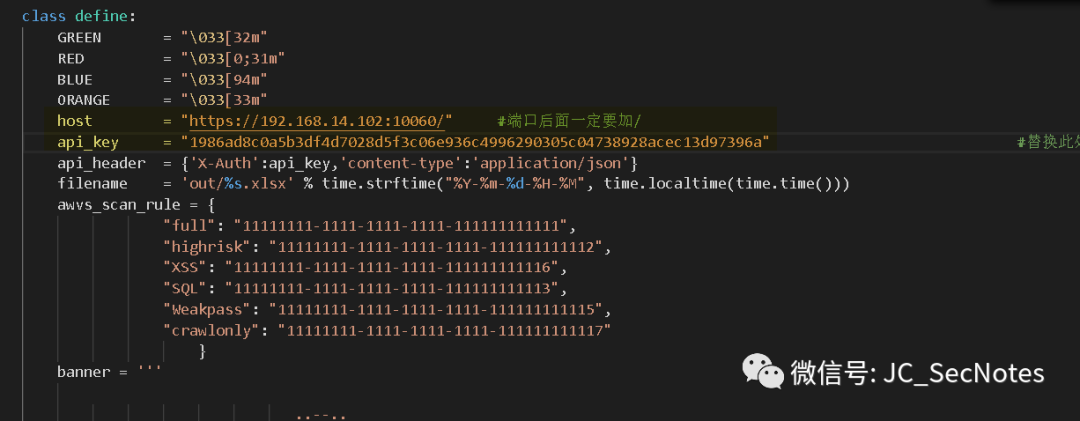 class define:
GREEN = "\033[32m"
RED = "\033[0;31m"
BLUE = "\033[94m"
ORANGE = "\033[33m"
host = "https://192.168.14.102:10060/" #端口后面一定要加/
api_key = "1986ad8c0a5b3df4d7028d5f3c06e936c4996290305c04738928acec13d97396a" #替换此
api_header = {'X-Auth':api_key,'content-type':'application/json'}
filename = 'out/%s.xlsx' % time.strftime("%Y-%m-%d-%H-%M", time.localtime(time.time()))
awvs_scan_rule = {
"full": "11111111-1111-1111-1111-111111111111",
"highrisk": "11111111-1111-1111-1111-111111111112",
"XSS": "11111111-1111-1111-1111-111111111116",
"SQL": "11111111-1111-1111-1111-111111111113",
"Weakpass": "11111111-1111-1111-1111-111111111115",
"crawlonly": "11111111-1111-1111-1111-111111111117"
}
banner = '''
..--..
微信号: JC_SecNotes